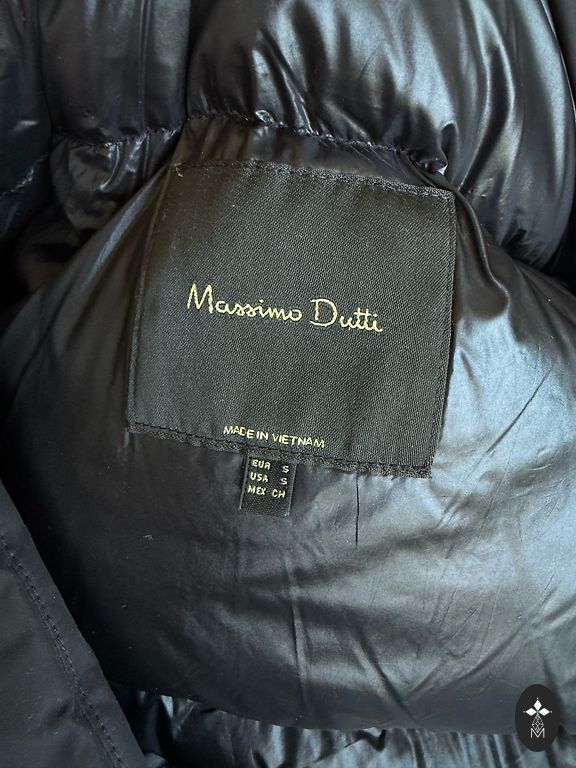 Massimo Dutti
MADE IN VIETNAM
EUR S
USA S
MEX CH
M